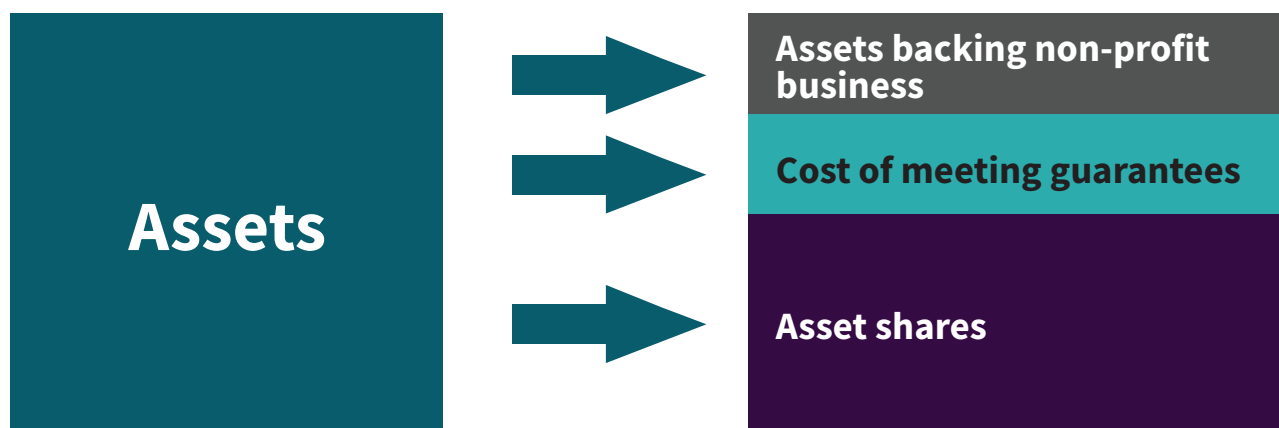 Assets
Assets backing non-profit
business
Cost of meeting guarantees
Asset shares